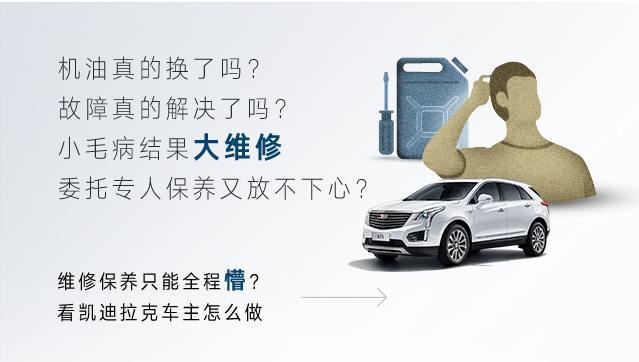 机油真的换了吗?
故障真的解决了吗?
小毛病结果大维修
委托专人保养又放不下心?
维修保养只能全程懵?
看凯迪拉克车主怎么做